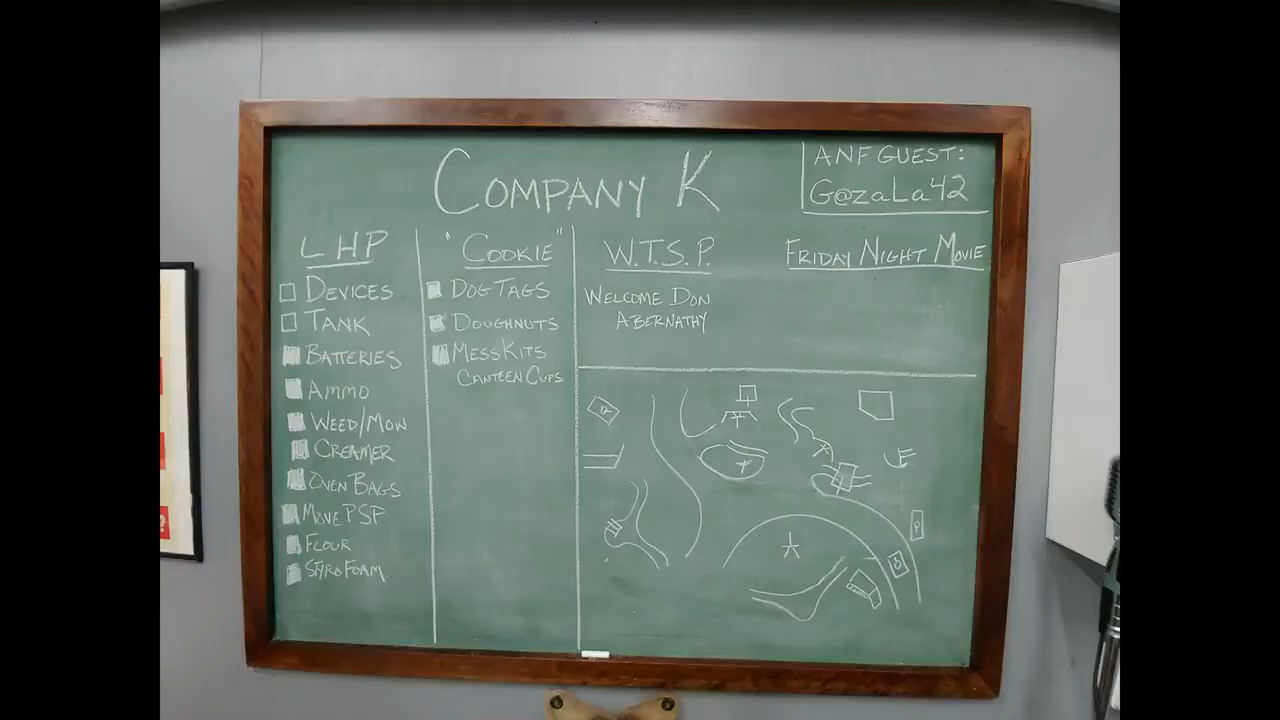 COMPANY K
ANF GUEST:
G@zaLa42
LHP
DEVICES
TANK
BATTERIES
AMMO
WEED/MOW
CREAMER
OVEN BAGS
MOVE PSP
FLOUR
STYROFOAM
"COOKIE"
DOG TAGS
DOUGHNUTS
MESS KITS
CANTEEN CUPS
W.T.S.P.
WELCOME DON
ABERNATHY
FRIDAY NIGHT MOVIE